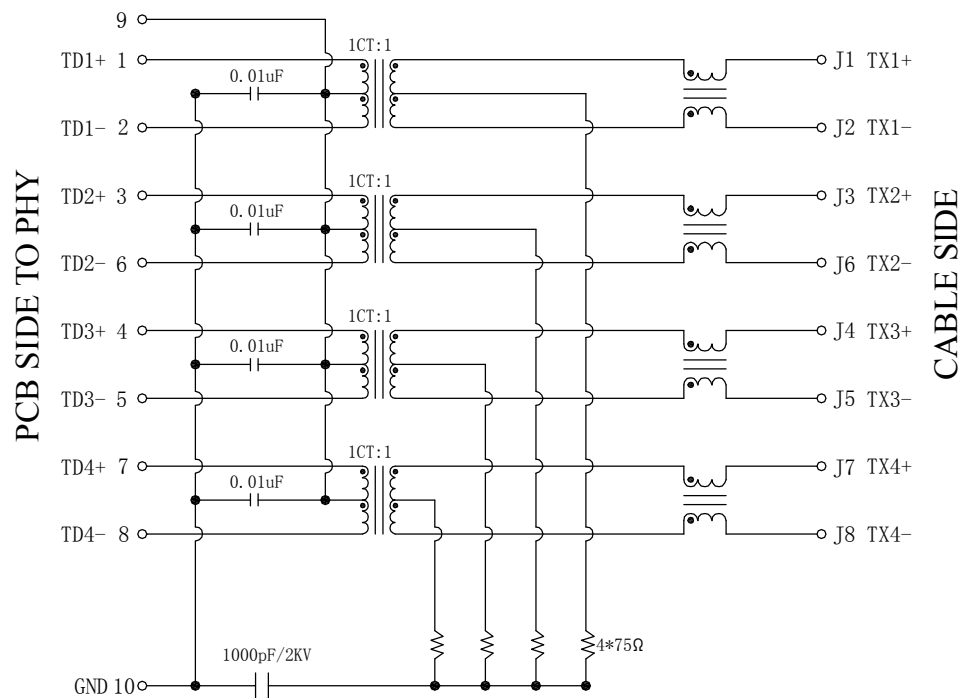 9
1CT:1
TD1+ 1
J1 TX1+
0.01uF
TD1- 2
J2 TX1-
1CT:1
TD2+ 3
J3 TX2+
0.01uF
TD2- 6
J6 TX2-
1CT:1
TD3+ 4
J4 TX3+
0.01uF
TD3- 5
J5 TX3-
1CT:1
TD4+ 7
J7 TX4+
0.01uF
TD4- 8
J8 TX4-
4*75Ω
1000pF/2KV
GND 10
PCB SIDE TO PHY
CABLE SIDE